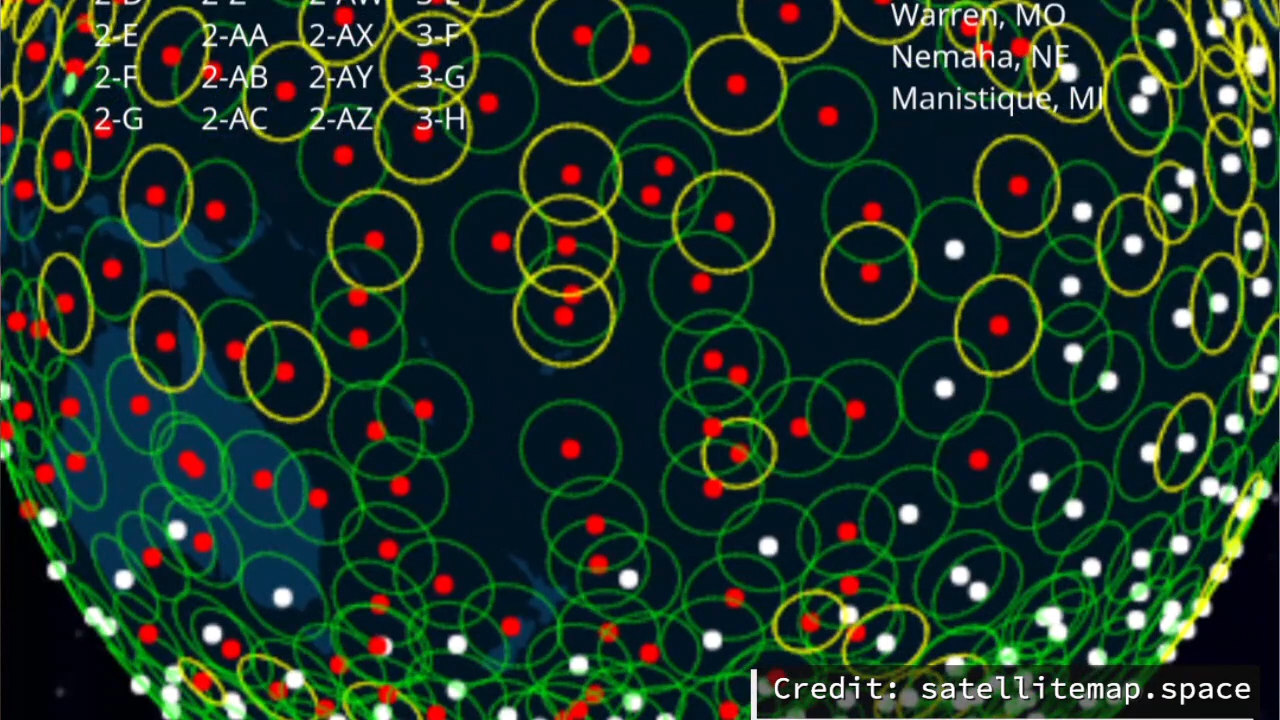 2-E 2-AA 2-AX 3-F
2-F 2-AB 2-AY 3-G
2-G 2-AC 2-AZ 3-H
Warren, MO
Nemaha, NE
Manistique, MI
Credit: satellitemap.space